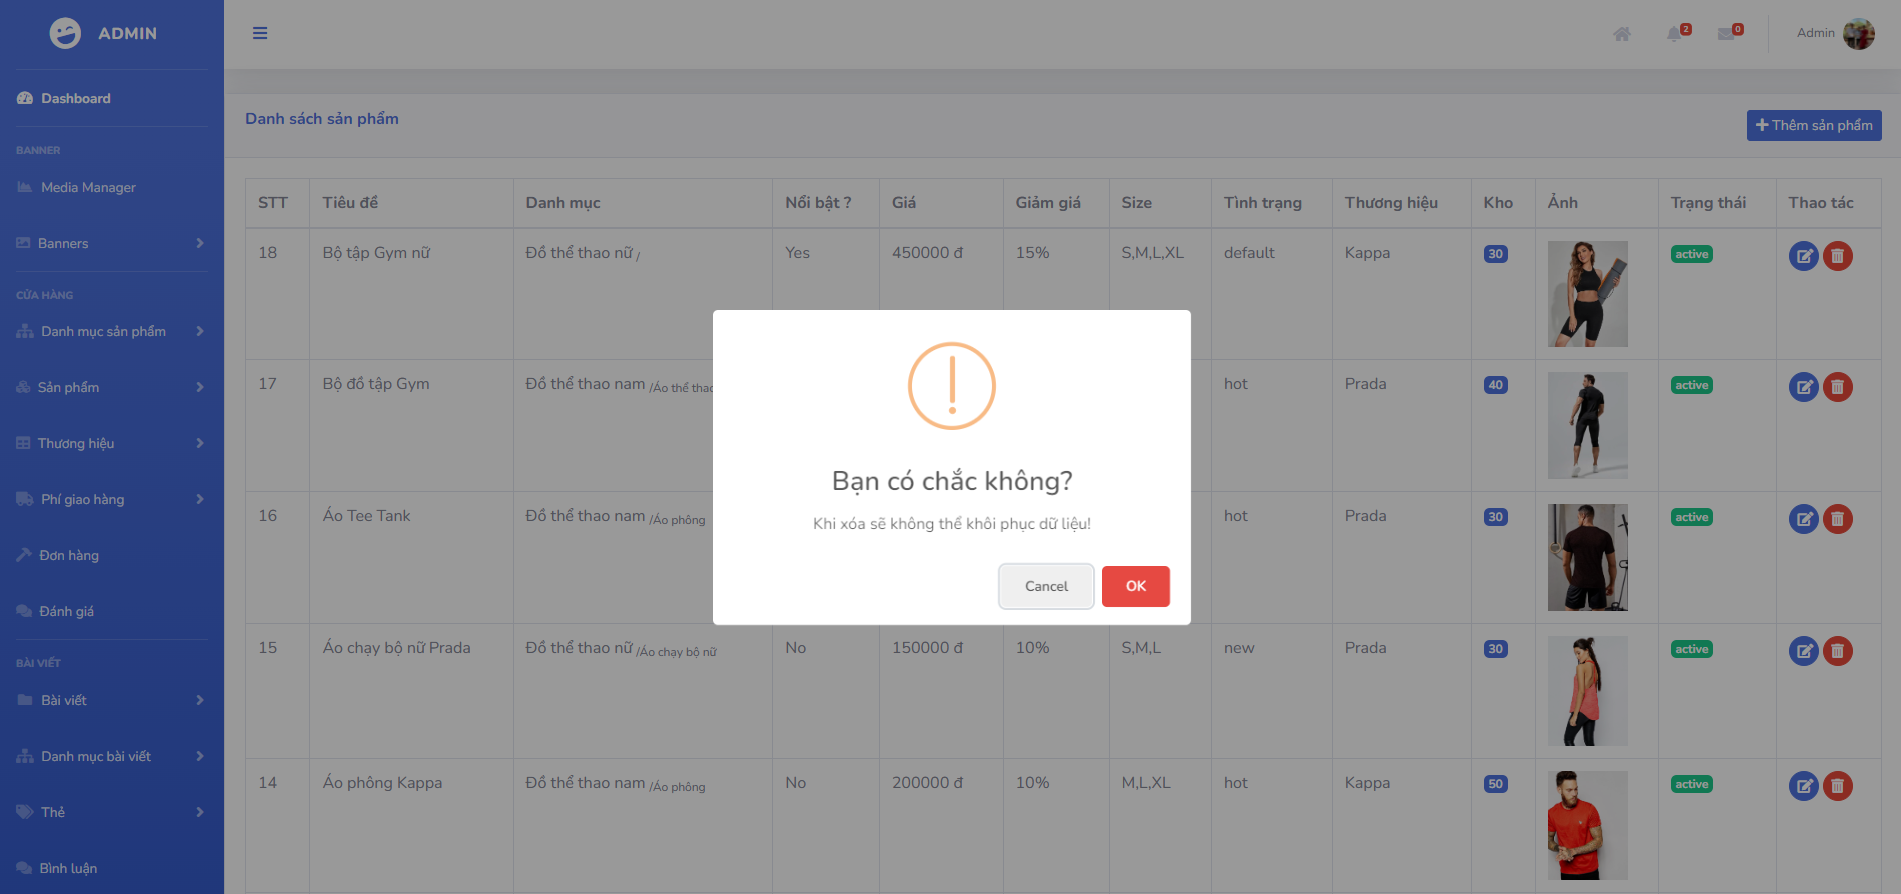 ADMIN
2
0
Admin
Dashboard
BANNER
Media Manager
Banners
CỬA HÀNG
Danh mục sản phẩm
Sản phẩm
Thương hiệu
Phí giao hàng
Đơn hàng
Đánh giá
BÀI VIẾT
Bài viết
Danh mục bài viết
Thẻ
Bình luận
Danh sách sản phẩm
Thêm sản phẩm
STT Tiêu đề Danh mục Nổi bật ? Giá Giảm giá Size Tình trạng Thương hiệu Kho Ảnh Trạng thái Thao tác
18 Bộ tập Gym nữ Đồ thể thao nữ / Yes 450000 đ 15% S,M,L,XL default Kappa 30 active
17 Bộ đồ tập Gym Đồ thể thao nam /Áo thể thao hot Prada 40 active
16 Áo Tee Tank Đồ thể thao nam /Áo phông hot Prada 30 active
15 Áo chạy bộ nữ Prada Đồ thể thao nữ /Áo chạy bộ nữ No 150000 đ 10% S,M,L new Prada 30 active
14 Áo phông Kappa Đồ thể thao nam /Áo phông No 200000 đ 10% M,L,XL hot Kappa 50 active
Bạn có chắc không?
Khi xóa sẽ không thể khôi phục dữ liệu!
Cancel OK